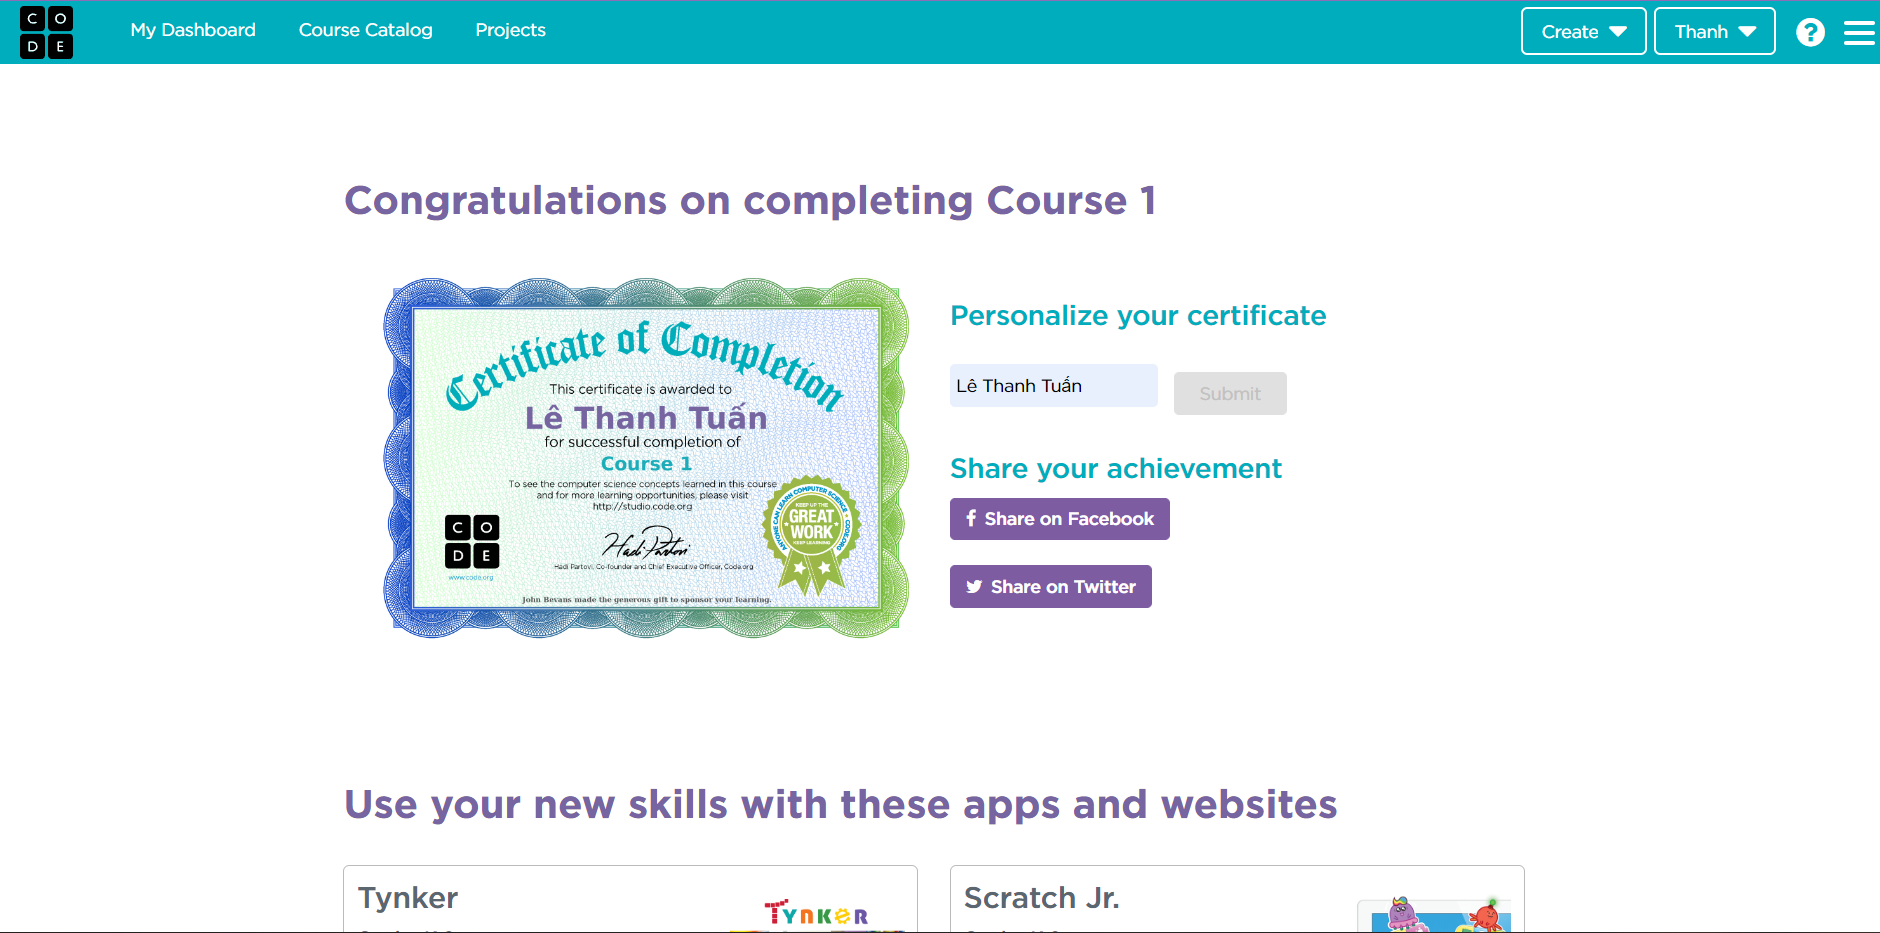 C O
D E
My Dashboard
Course Catalog
Projects
Create
Thanh
?
Congratulations on completing Course 1
Certificate of Completion
This certificate is awarded to
Lê Thanh Tuấn
for successful completion of
Course 1
To see the computer science concepts learned in this course
and for more learning opportunities, please visit
http://studio.code.org
C O
D E
www.code.org
Hadi Partovi
Hadi Partovi, Co-founder and Chief Executive Officer, Code.org
ANYONE CAN LEARN COMPUTER SCIENCE • CODE.ORG
KEEP UP THE
GREAT
WORK
KEEP LEARNING
John Bevans made the generous gift to sponsor your learning.
Personalize your certificate
Lê Thanh Tuấn
Submit
Share your achievement
Share on Facebook
Share on Twitter
Use your new skills with these apps and websites
Tynker
TYNKER
Scratch Jr.